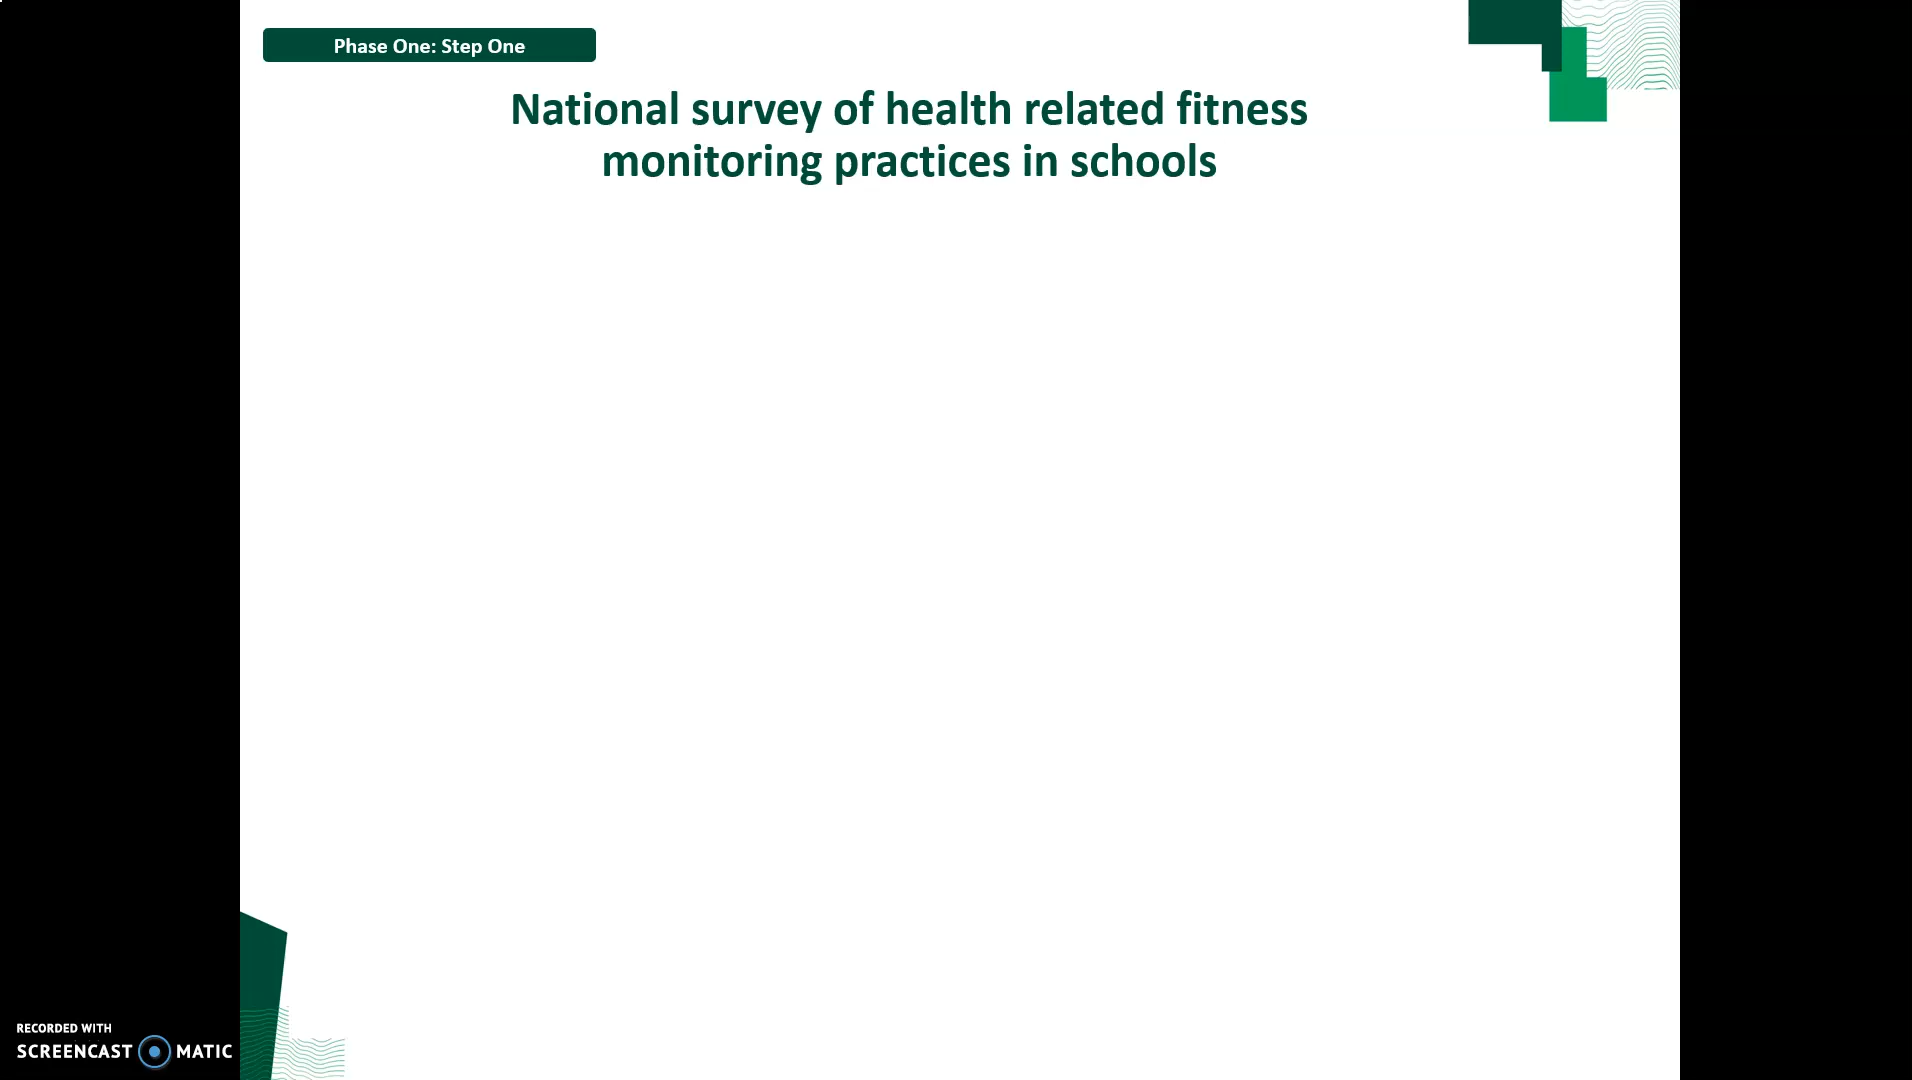 Phase One: Step One
National survey of health related fitness
monitoring practices in schools
RECORDED WITH
SCREENCAST MATIC